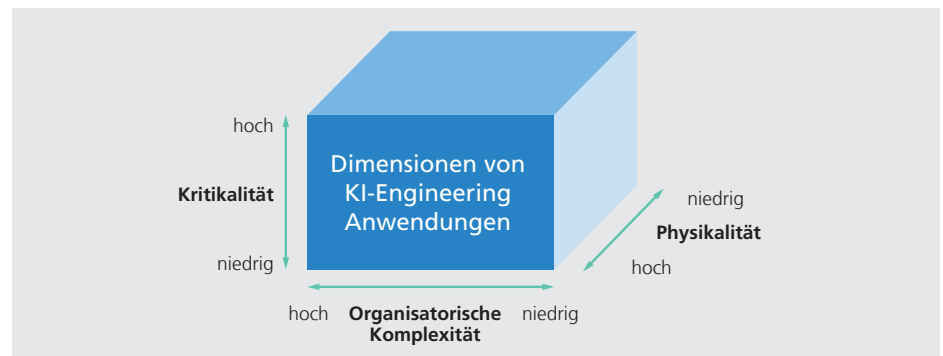 hoch
Kritikalität
niedrig
Dimensionen von
KI-Engineering
Anwendungen
niedrig
Physikalität
hoch
hoch Organisatorische niedrig
Komplexität